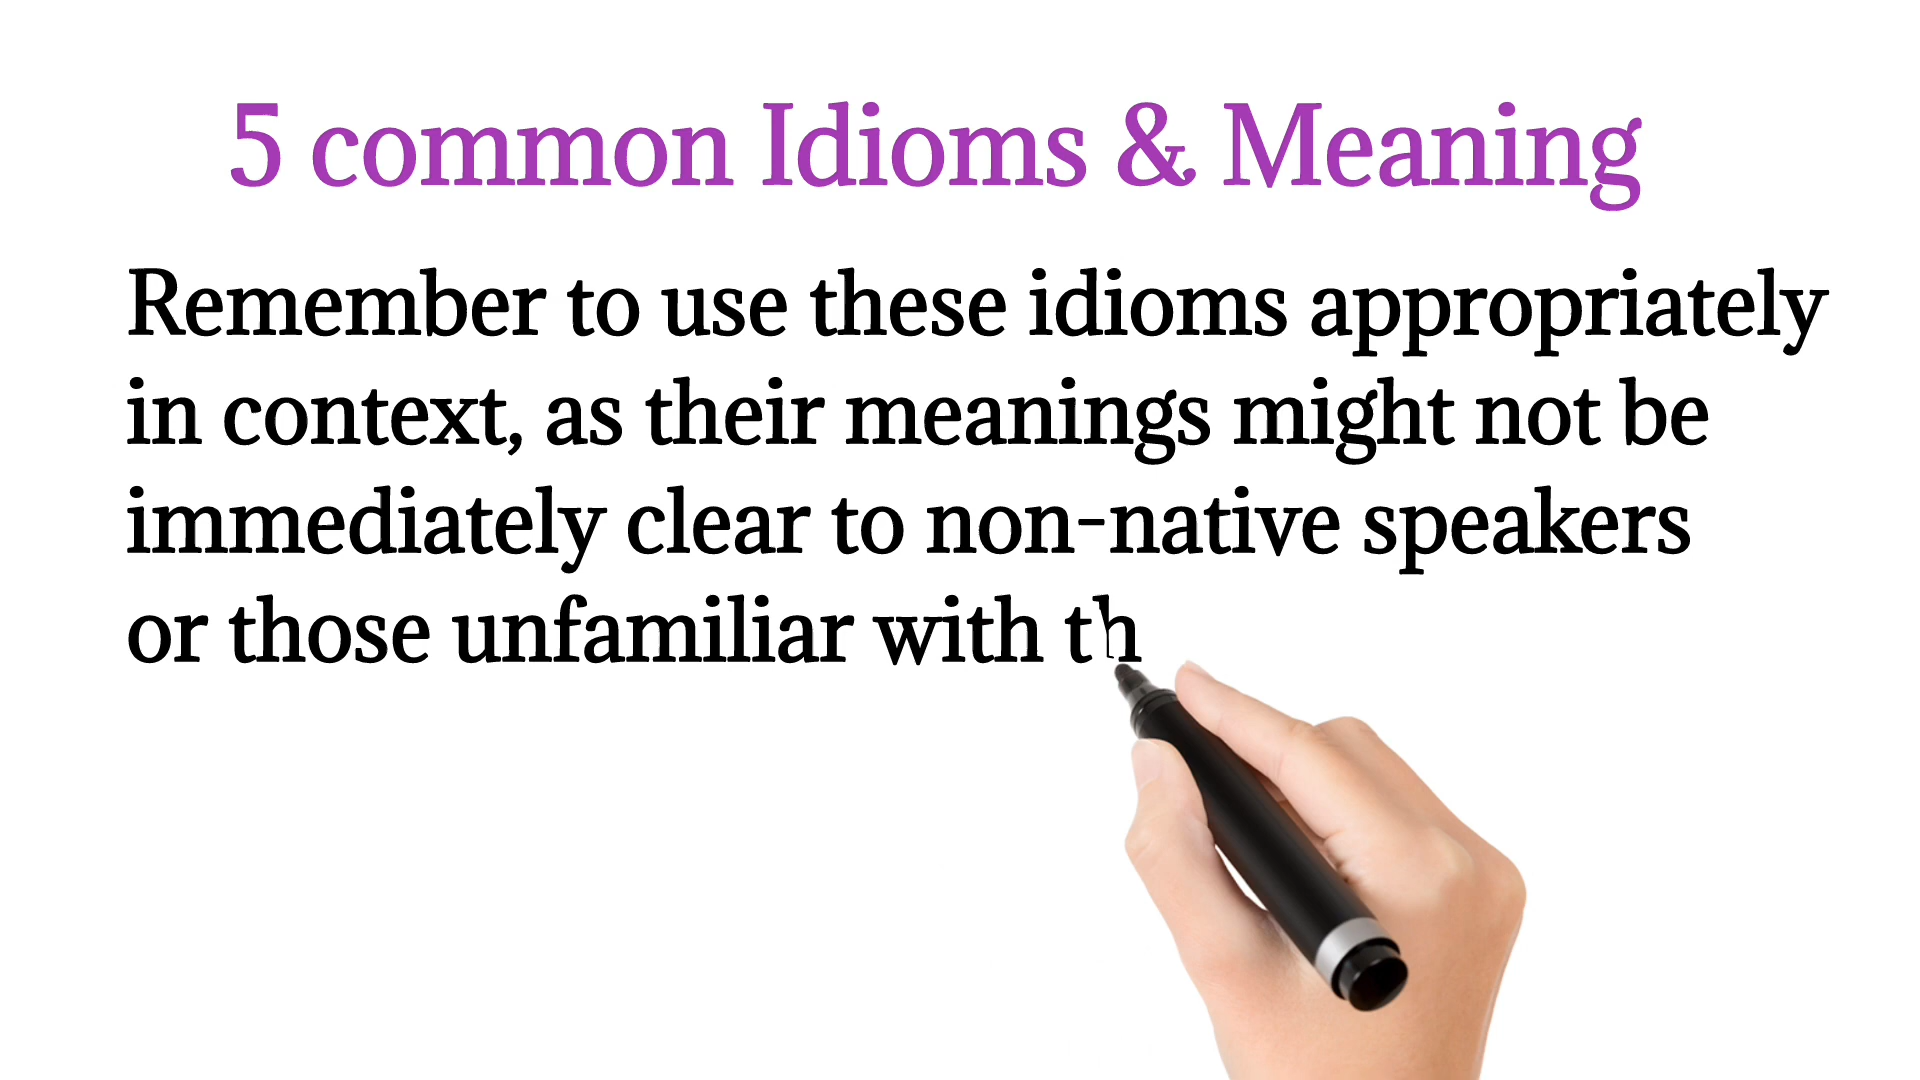 5 common Idioms & Meaning
Remember to use these idioms appropriately
in context, as their meanings might not be
immediately clear to non-native speakers
or those unfamiliar with th